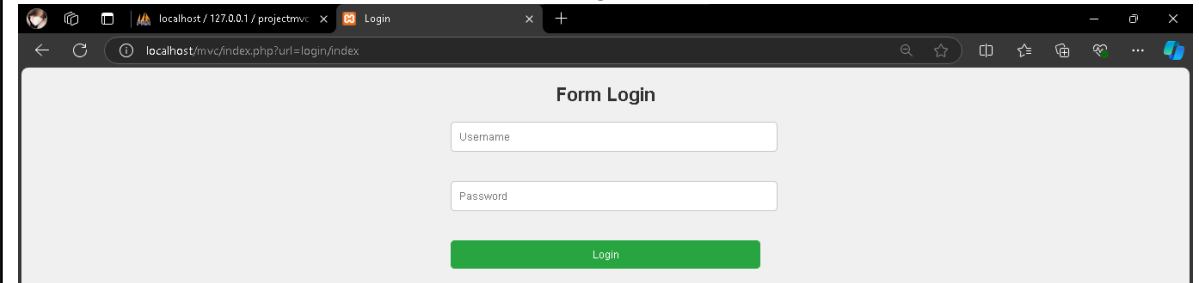 localhost / 127.0.0.1 / projectmvc
Login
localhost/mvc/index.php?url=login/index
Form Login
Username
Password
Login